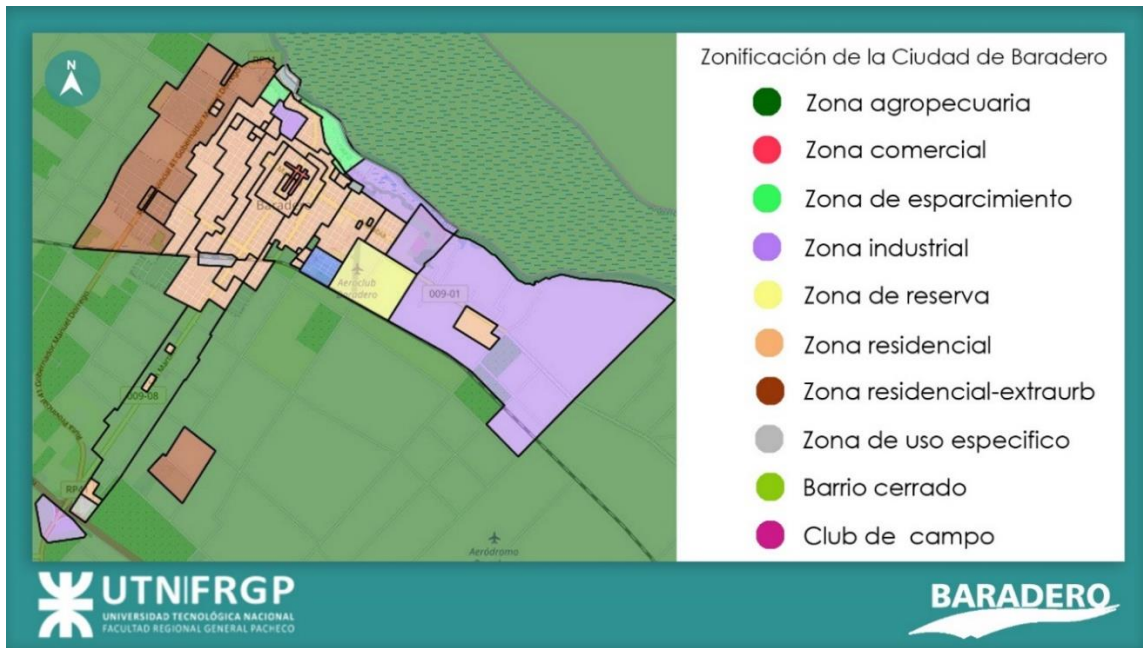 N
Zonificación de la Ciudad de Baradero
Zona agropecuaria
Zona comercial
Zona de esparcimiento
Zona industrial
Zona de reserva
Zona residencial
Zona residencial-extraurb
Zona de uso especifico
Barrio cerrado
Club de campo
Aeroclub
009-01
009-08
Aeródromo
UTN FRGP
UNIVERSIDAD TECNOLÓGICA NACIONAL
FACULTAD REGIONAL GENERAL PACHECO
BARADERO